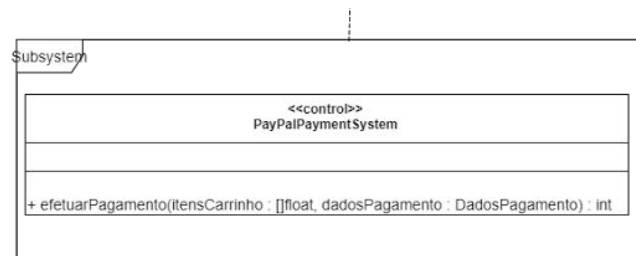 Subsystem
<<control>>
PayPalPaymentSystem
+ efetuarPagamento(itensCarrinho : []float, dadosPagamento : DadosPagamento) : int